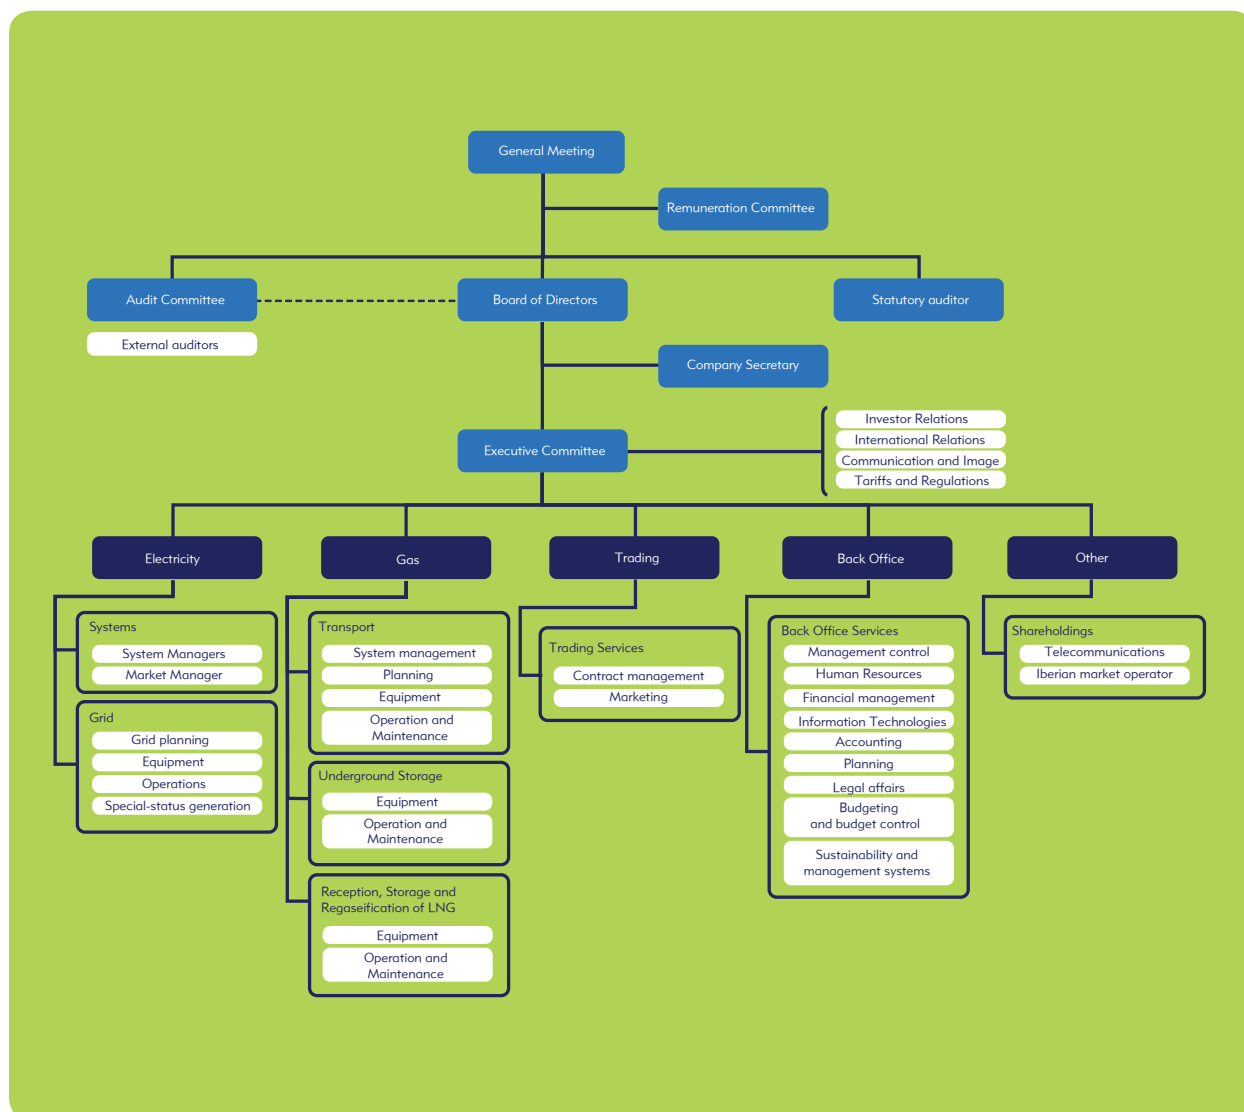 General Meeting
Remuneration Committee
Audit Committee
Board of Directors
Statutory auditor
External auditors
Company Secretary
Executive Committee
Investor Relations
International Relations
Communication and Image
Tariffs and Regulations
Electricity
Gas
Trading
Back Office
Other
Systems
System Managers
Market Manager
Grid
Grid planning
Equipment
Operations
Special-status generation
Transport
System management
Planning
Equipment
Operation and
Maintenance
Underground Storage
Equipment
Operation and
Maintenance
Reception, Storage and
Regaseification of LNG
Equipment
Operation and
Maintenance
Trading Services
Contract management
Marketing
Back Office Services
Management control
Human Resources
Financial management
Information Technologies
Accounting
Planning
Legal affairs
Budgeting
and budget control
Sustainability and
management systems
Shareholdings
Telecommunications
Iberian market operator